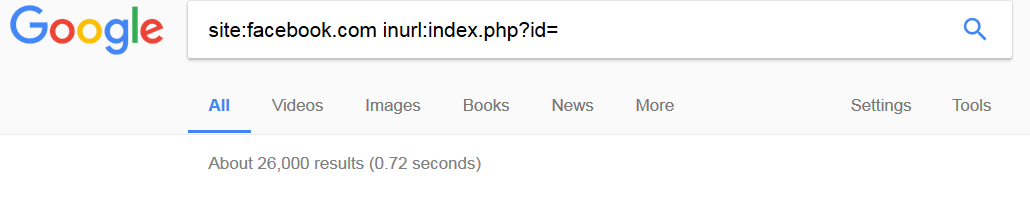 Google
site:facebook.com inurl:index.php?id=
All Videos Images Books News More Settings Tools
About 26,000 results (0.72 seconds)